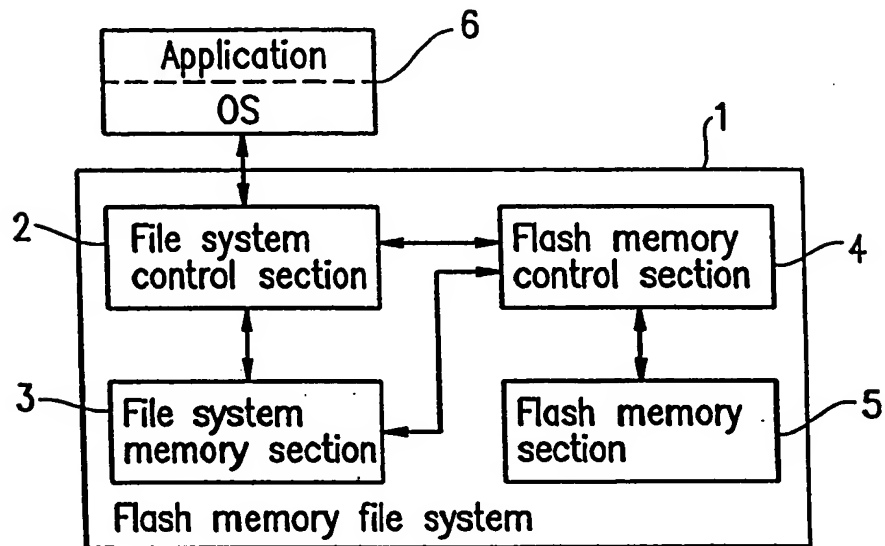 6
Application
OS
1
2
File system
control section
Flash memory
control section
4
3
File system
memory section
Flash memory
section
5
Flash memory file system